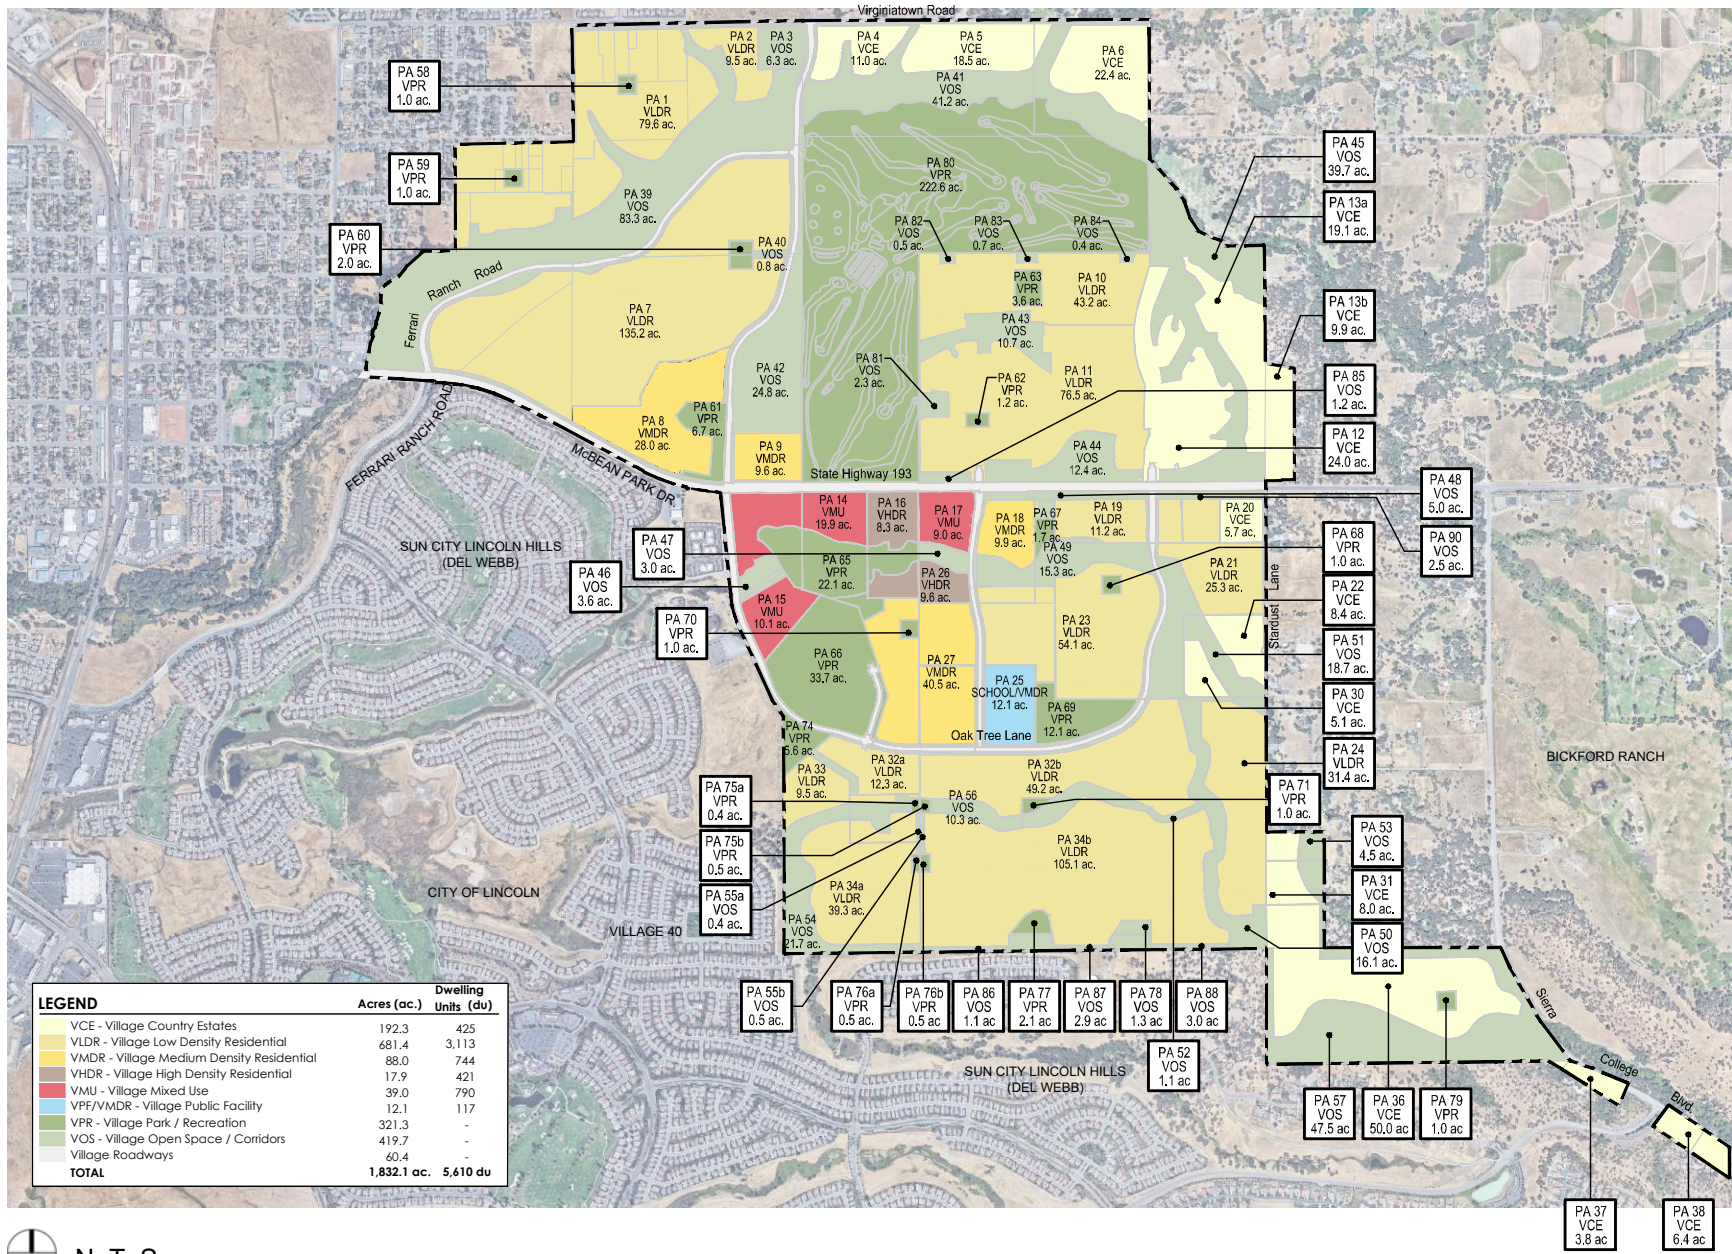 Virginiatown Road
PA 2
VLDR
9.5 ac.
PA 3
VOS
6.3 ac.
PA 4
VCE
11.0 ac.
PA 5
VCE
18.5 ac.
PA 6
VCE
22.4 ac.
PA 58
VPR
1.0 ac.
PA 1
VLDR
79.6 ac.
PA 41
VOS
41.2 ac.
PA 59
VPR
1.0 ac.
PA 39
VOS
83.3 ac.
PA 80
VPR
222.6 ac.
PA 45
VOS
39.7 ac.
PA 13a
VCE
19.1 ac.
PA 60
VPR
2.0 ac.
PA 40
VOS
0.8 ac.
PA 82
VOS
0.5 ac.
PA 83
VOS
0.7 ac.
PA 84
VOS
0.4 ac.
Ferrari Ranch Road
PA 7
VLDR
135.2 ac.
PA 63
VPR
3.6 ac.
PA 10
VLDR
43.2 ac.
PA 43
VOS
10.7 ac.
PA 13b
VCE
9.9 ac.
PA 42
VOS
24.8 ac.
PA 81
VOS
2.3 ac.
PA 62
VPR
1.2 ac.
PA 11
VLDR
76.5 ac.
PA 85
VOS
1.2 ac.
PA 8
VMDR
28.0 ac.
PA 61
VPR
6.7 ac.
PA 9
VMDR
9.6 ac.
PA 44
VOS
12.4 ac.
PA 12
VCE
24.0 ac.
FERRARI RANCH ROAD
McBEAN PARK DR.
State Highway 193
PA 14
VMU
19.9 ac.
PA 16
VHDR
8.3 ac.
PA 17
VMU
9.0 ac.
PA 18
VMDR
9.9 ac.
PA 67
VPR
1.7 ac.
PA 19
VLDR
11.2 ac.
PA 20
VCE
5.7 ac.
PA 48
VOS
5.0 ac.
PA 90
VOS
2.5 ac.
PA 68
VPR
1.0 ac.
SUN CITY LINCOLN HILLS
(DEL WEBB)
PA 47
VOS
3.0 ac.
PA 46
VOS
3.6 ac.
PA 65
VPR
22.1 ac.
PA 26
VHDR
9.6 ac.
PA 49
VOS
15.3 ac.
PA 21
VLDR
25.3 ac.
Stardust Lane
PA 22
VCE
8.4 ac.
PA 15
VMU
10.1 ac.
PA 70
VPR
1.0 ac.
PA 23
VLDR
54.1 ac.
PA 51
VOS
18.7 ac.
PA 66
VPR
33.7 ac.
PA 27
VMDR
40.5 ac.
PA 25
SCHOOL/VMDR
12.1 ac.
PA 69
VPR
12.1 ac.
PA 30
VCE
5.1 ac.
Oak Tree Lane
PA 74
VPR
5.6 ac.
PA 24
VLDR
31.4 ac.
BICKFORD RANCH
PA 33
VLDR
9.5 ac.
PA 32a
VLDR
12.3 ac.
PA 32b
VLDR
49.2 ac.
PA 75a
VPR
0.4 ac.
PA 56
VOS
10.3 ac.
PA 71
VPR
1.0 ac.
PA 75b
VPR
0.5 ac.
PA 34b
VLDR
105.1 ac.
PA 53
VOS
4.5 ac.
PA 55a
VOS
0.4 ac.
PA 34a
VLDR
39.3 ac.
PA 31
VCE
8.0 ac.
CITY OF LINCOLN
VILLAGE 40
PA 54
VOS
21.7 ac.
PA 50
VOS
16.1 ac.
PA 55b
VOS
0.5 ac.
PA 76a
VPR
0.5 ac.
PA 76b
VPR
0.5 ac
PA 86
VOS
1.1 ac
PA 77
VPR
2.1 ac
PA 87
VOS
2.9 ac
PA 78
VOS
1.3 ac
PA 88
VOS
3.0 ac
PA 52
VOS
1.1 ac
SUN CITY LINCOLN HILLS
(DEL WEBB)
Sierra College Blvd.
PA 57
VOS
47.5 ac
PA 36
VCE
50.0 ac
PA 79
VPR
1.0 ac
PA 37
VCE
3.8 ac
PA 38
VCE
6.4 ac
LEGEND Acres (ac.) Dwelling Units (du)
VCE - Village Country Estates 192.3 425
VLDR - Village Low Density Residential 681.4 3,113
VMDR - Village Medium Density Residential 88.0 744
VHDR - Village High Density Residential 17.9 421
VMU - Village Mixed Use 39.0 790
VPF/VMDR - Village Public Facility 12.1 117
VPR - Village Park / Recreation 321.3 -
VOS - Village Open Space / Corridors 419.7 -
Village Roadways 60.4 -
TOTAL 1,832.1 ac. 5,610 du